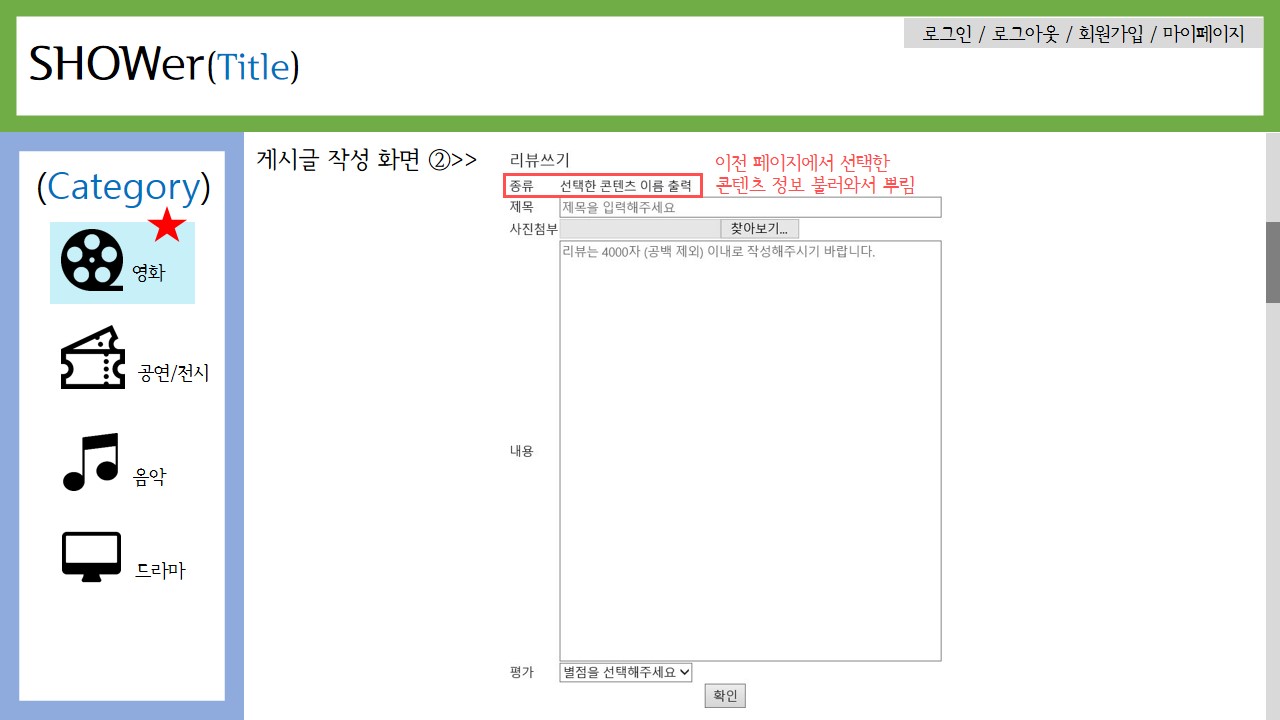 로그인 / 로그아웃 / 회원가입 / 마이페이지
SHOWer(Title)
(Category)
영화
공연/전시
음악
드라마
게시글 작성 화면 ②>>
리뷰쓰기
이전 페이지에서 선택한
콘텐츠 정보 불러와서 뿌림
종류 선택한 콘텐츠 이름 출력
제목 제목을 입력해주세요
사진첨부 찾아보기...
리뷰는 4000자 (공백 제외) 이내로 작성해주시기 바랍니다.
내용
평가 별점을 선택해주세요
확인